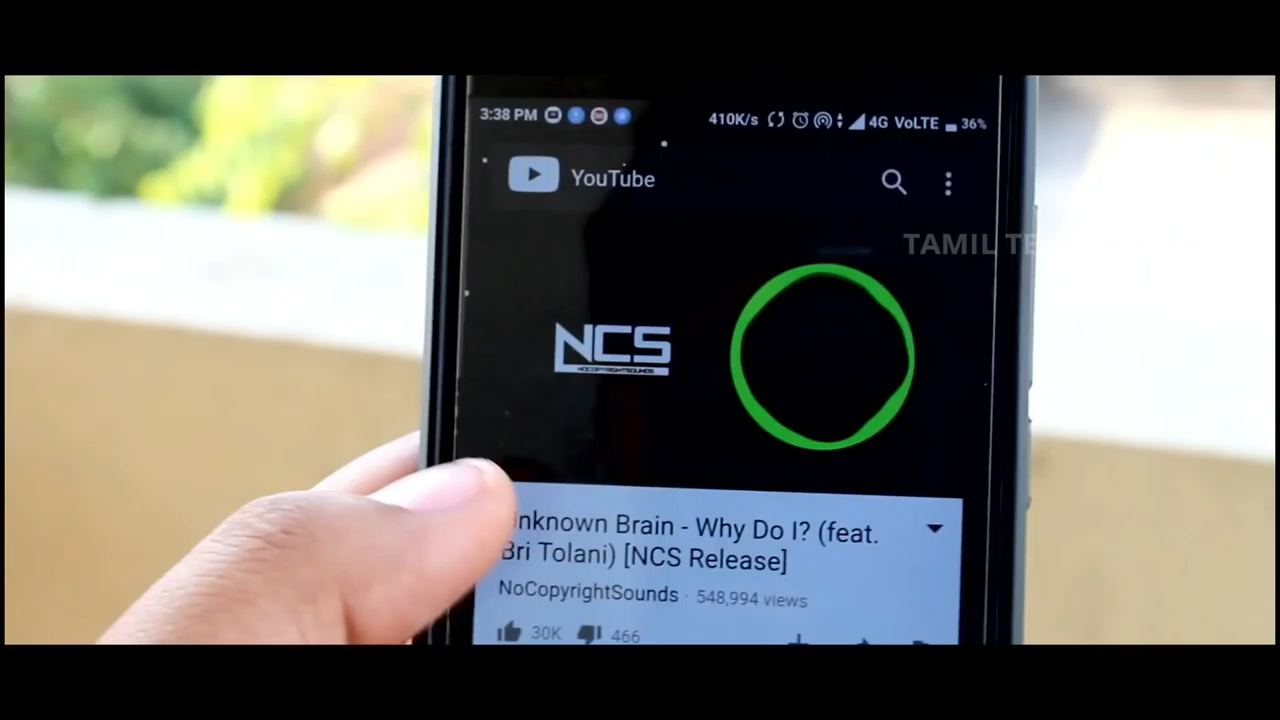 3:38 PM
410K/s 4G VoLTE 36%
YouTube
TAMIL
NCS
NOCOPYRIGHTSOUNDS
nknown Brain - Why Do I? (feat.
Bri Tolani) [NCS Release]
NoCopyrightSounds · 548,994 views
30K 466